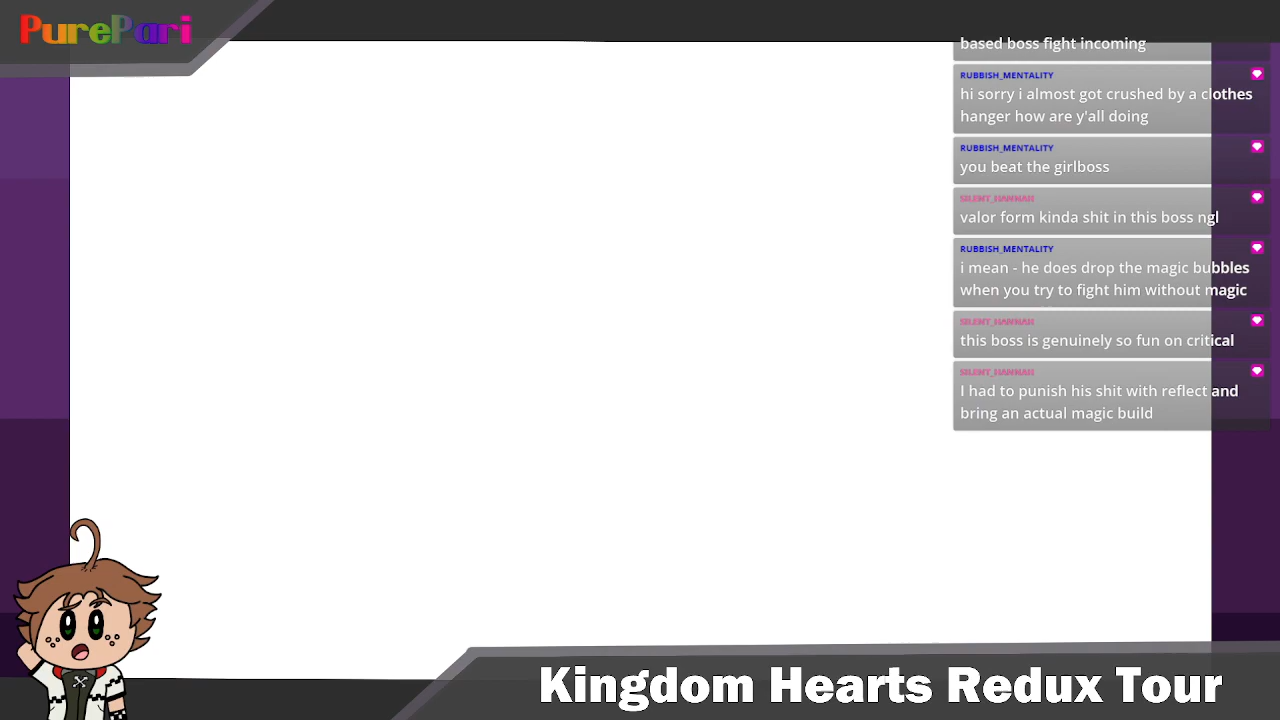 PurePari
based boss fight incoming
RUBBISH_MENTALITY
hi sorry i almost got crushed by a clothes
hanger how are y'all doing
RUBBISH_MENTALITY
you beat the girlboss
SILENT_HANNAH
valor form kinda shit in this boss ngl
RUBBISH_MENTALITY
i mean - he does drop the magic bubbles
when you try to fight him without magic
SILENT_HANNAH
this boss is genuinely so fun on critical
SILENT_HANNAH
I had to punish his shit with reflect and
bring an actual magic build
Kingdom Hearts Redux Tour